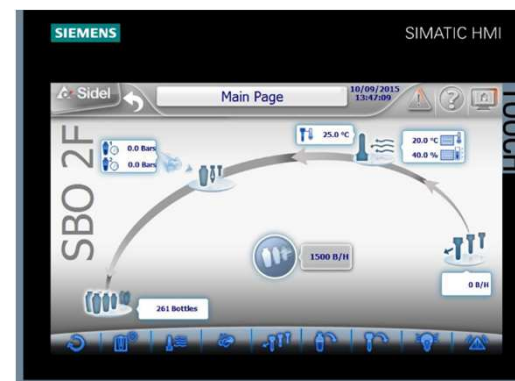 SIEMENS
SIMATIC HMI
Sidel
Main Page
10/09/2015
13:47:09
TOUCH
SBO 2F
0.0 Bars
0.0 Bars
25.0 °C
20.0 °C
40.0 %
1500 B/H
0 B/H
261 Bottles